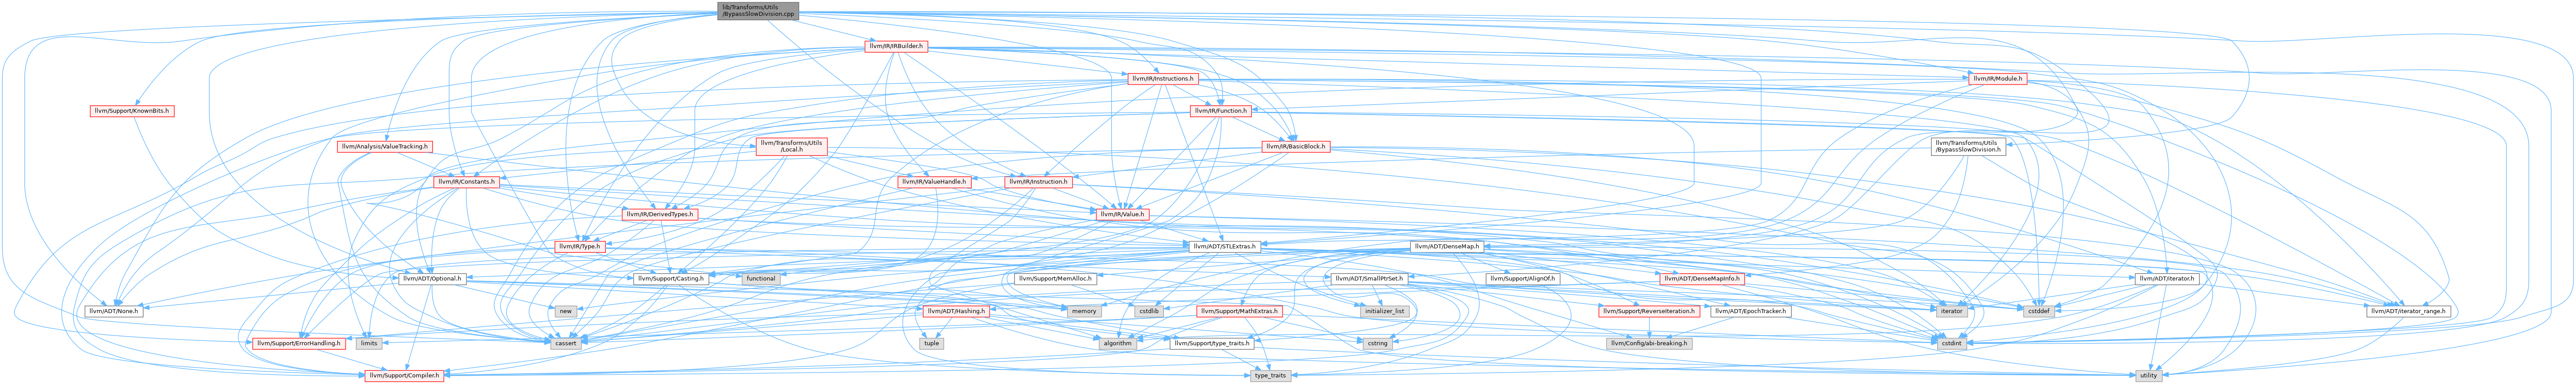 lib/Transforms/Utils
/BypassSlowDivision.cpp
llvm/IR/IRBuilder.h
llvm/IR/Instructions.h
llvm/IR/Module.h
llvm/Support/KnownBits.h
llvm/IR/Function.h
llvm/Analysis/ValueTracking.h
llvm/Transforms/Utils
/Local.h
llvm/IR/BasicBlock.h
llvm/Transforms/Utils
/BypassSlowDivision.h
llvm/IR/Constants.h
llvm/IR/ValueHandle.h
llvm/IR/Instruction.h
llvm/IR/DerivedTypes.h
llvm/IR/Value.h
llvm/IR/Type.h
llvm/ADT/STLExtras.h
llvm/ADT/DenseMap.h
llvm/ADT/Optional.h
llvm/Support/Casting.h
functional
llvm/Support/MemAlloc.h
llvm/ADT/SmallPtrSet.h
llvm/Support/AlignOf.h
llvm/ADT/DenseMapInfo.h
llvm/ADT/iterator.h
llvm/ADT/None.h
new
llvm/ADT/Hashing.h
memory
cstdlib
llvm/Support/MathExtras.h
initializer_list
llvm/Support/ReverseIteration.h
llvm/ADT/EpochTracker.h
iterator
cstddef
llvm/ADT/iterator_range.h
llvm/Support/ErrorHandling.h
limits
cassert
tuple
algorithm
llvm/Support/type_traits.h
cstring
llvm/Config/abi-breaking.h
cstdint
llvm/Support/Compiler.h
type_traits
utility